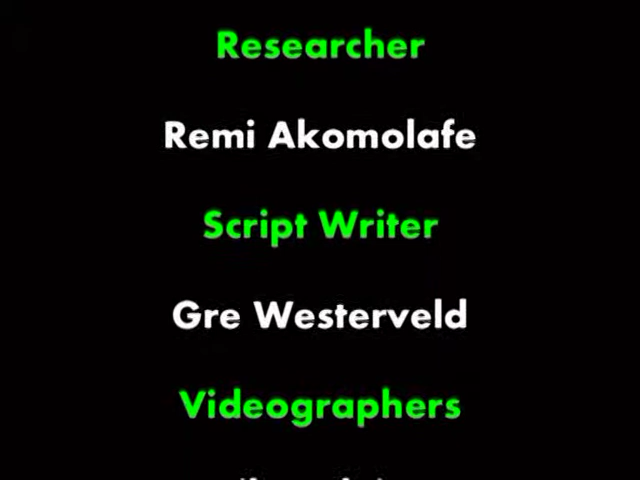 Researcher
Remi Akomolafe
Script Writer
Gre Westerveld
Videographers